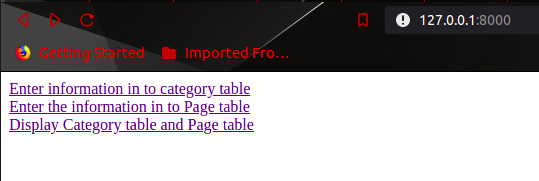 127.0.0.1:8000
Getting Started Imported Fro...
Enter information in to category table
Enter the information in to Page table
Display Category table and Page table